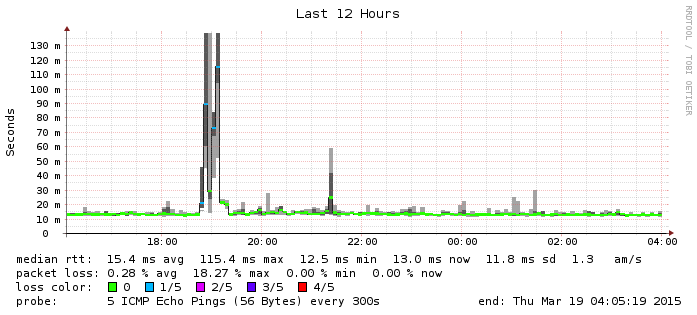 Last 12 Hours
RRDTOOL / TOBI OETIKER
Seconds
130 m
120 m
110 m
100 m
90 m
80 m
70 m
60 m
50 m
40 m
30 m
20 m
10 m
0
18:00 20:00 22:00 00:00 02:00 04:00
median rtt: 15.4 ms avg 115.4 ms max 12.5 ms min 13.0 ms now 11.8 ms sd 1.3 am/s
packet loss: 0.28 % avg 18.27 % max 0.00 % min 0.00 % now
loss color: 0 1/5 2/5 3/5 4/5
probe: 5 ICMP Echo Pings (56 Bytes) every 300s end: Thu Mar 19 04:05:19 2015